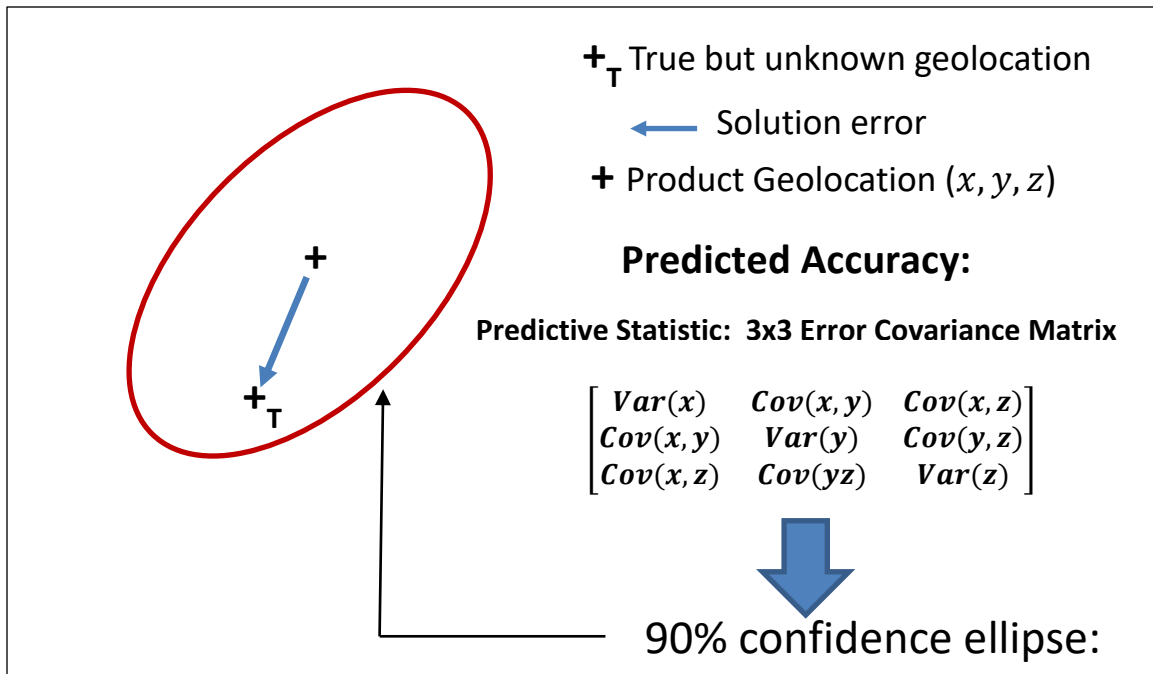 +T True but unknown geolocation
Solution error
+ Product Geolocation (x, y, z)
+
Predicted Accuracy:
Predictive Statistic: 3x3 Error Covariance Matrix
+T
[Var(x) Cov(x, y) Cov(x, z)]
[Cov(x, y) Var(y) Cov(y, z)]
[Cov(x, z) Cov(yz) Var(z)]
90% confidence ellipse: